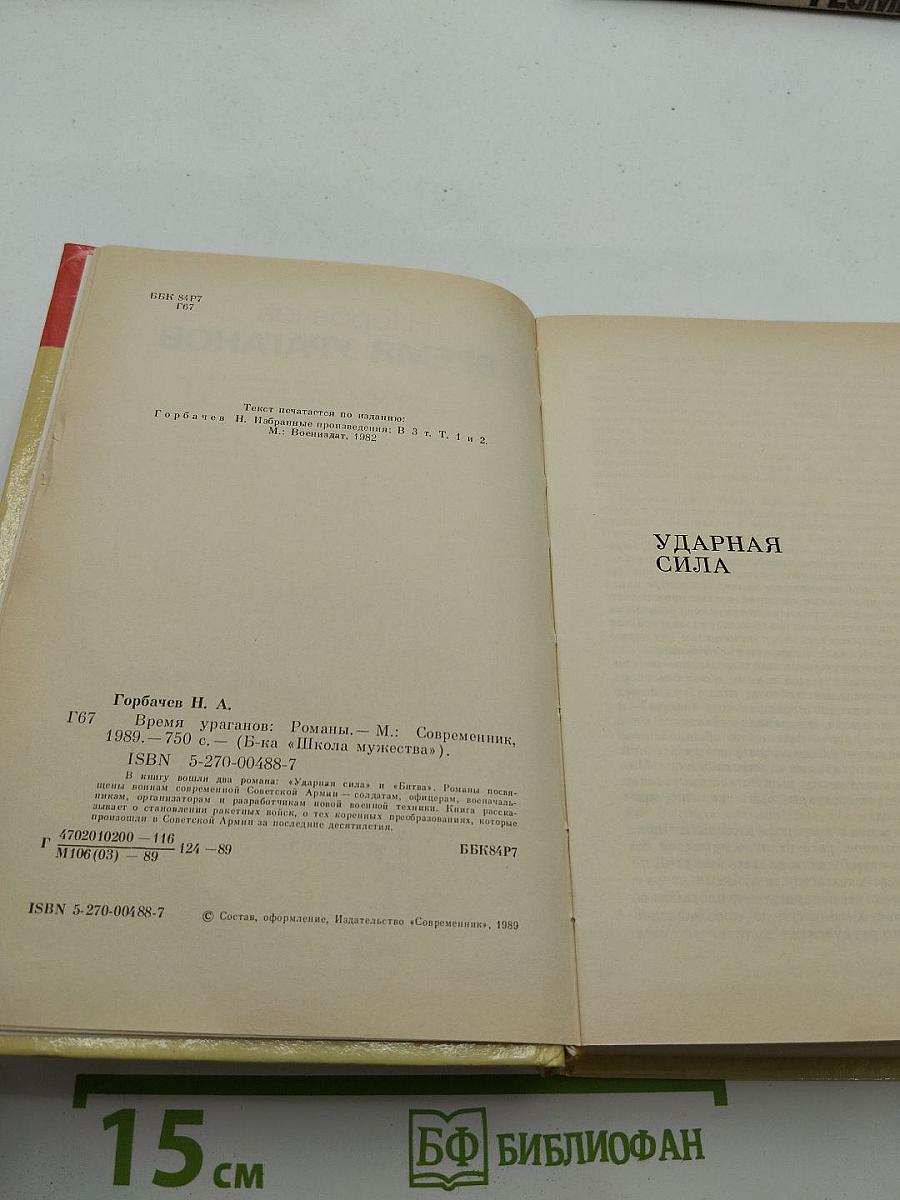 ББК 84Р7
Г67
Текст печатается по изданию:
Горбачев Н. Избранные произведения: В 3 т. Т. 1 и 2.
М.: Воениздат, 1982
Горбачев Н. А.
Г67 Время ураганов: Романы.— М.: Современник,
1989.— 750 с.— (Б-ка «Школа мужества»).
ISBN 5-270-00488-7
В книгу вошли два романа: «Ударная сила» и «Битва». Романы посвя-
щены воинам современной Советской Армии — солдатам, офицерам, военачаль-
никам, организаторам и разработчикам новой военной техники. Книга расска-
зывает о становлении ракетных войск, о тех коренных преобразованиях, которые
произошли в Советской Армии за последние десятилетия.
Г 4702010200 — 116
М106(03) — 89 124 — 89 ББК84Р7
ISBN 5-270-00488-7 © Состав, оформление, Издательство «Современник», 1989
УДАРНАЯ
СИЛА
15 см БФ БИБЛИОФАН